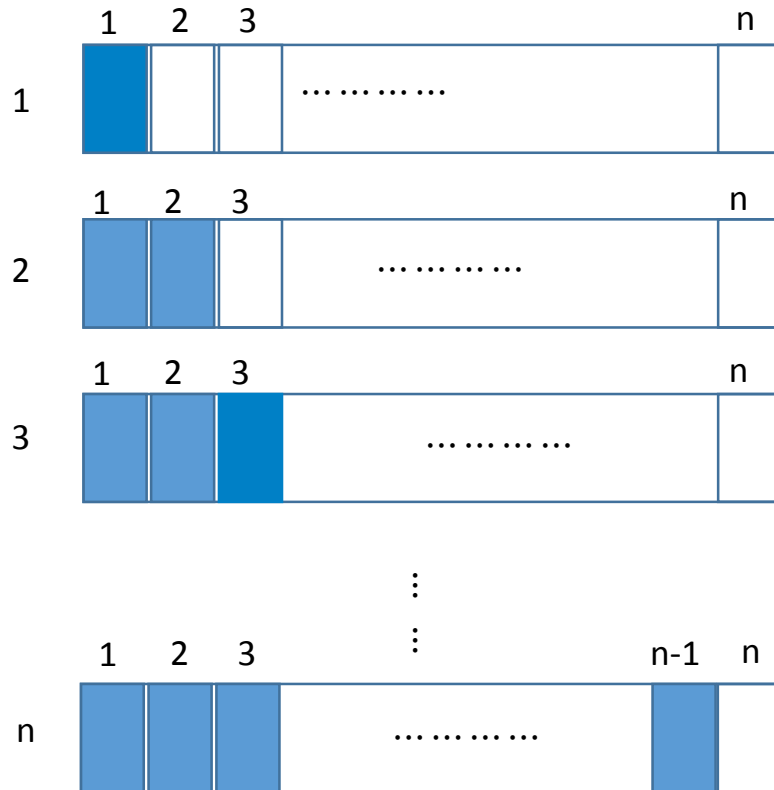 1 2 3 n
1 …………
1 2 3 n
2 …………
1 2 3 n
3 …………
⋮
⋮
1 2 3 n-1 n
n …………